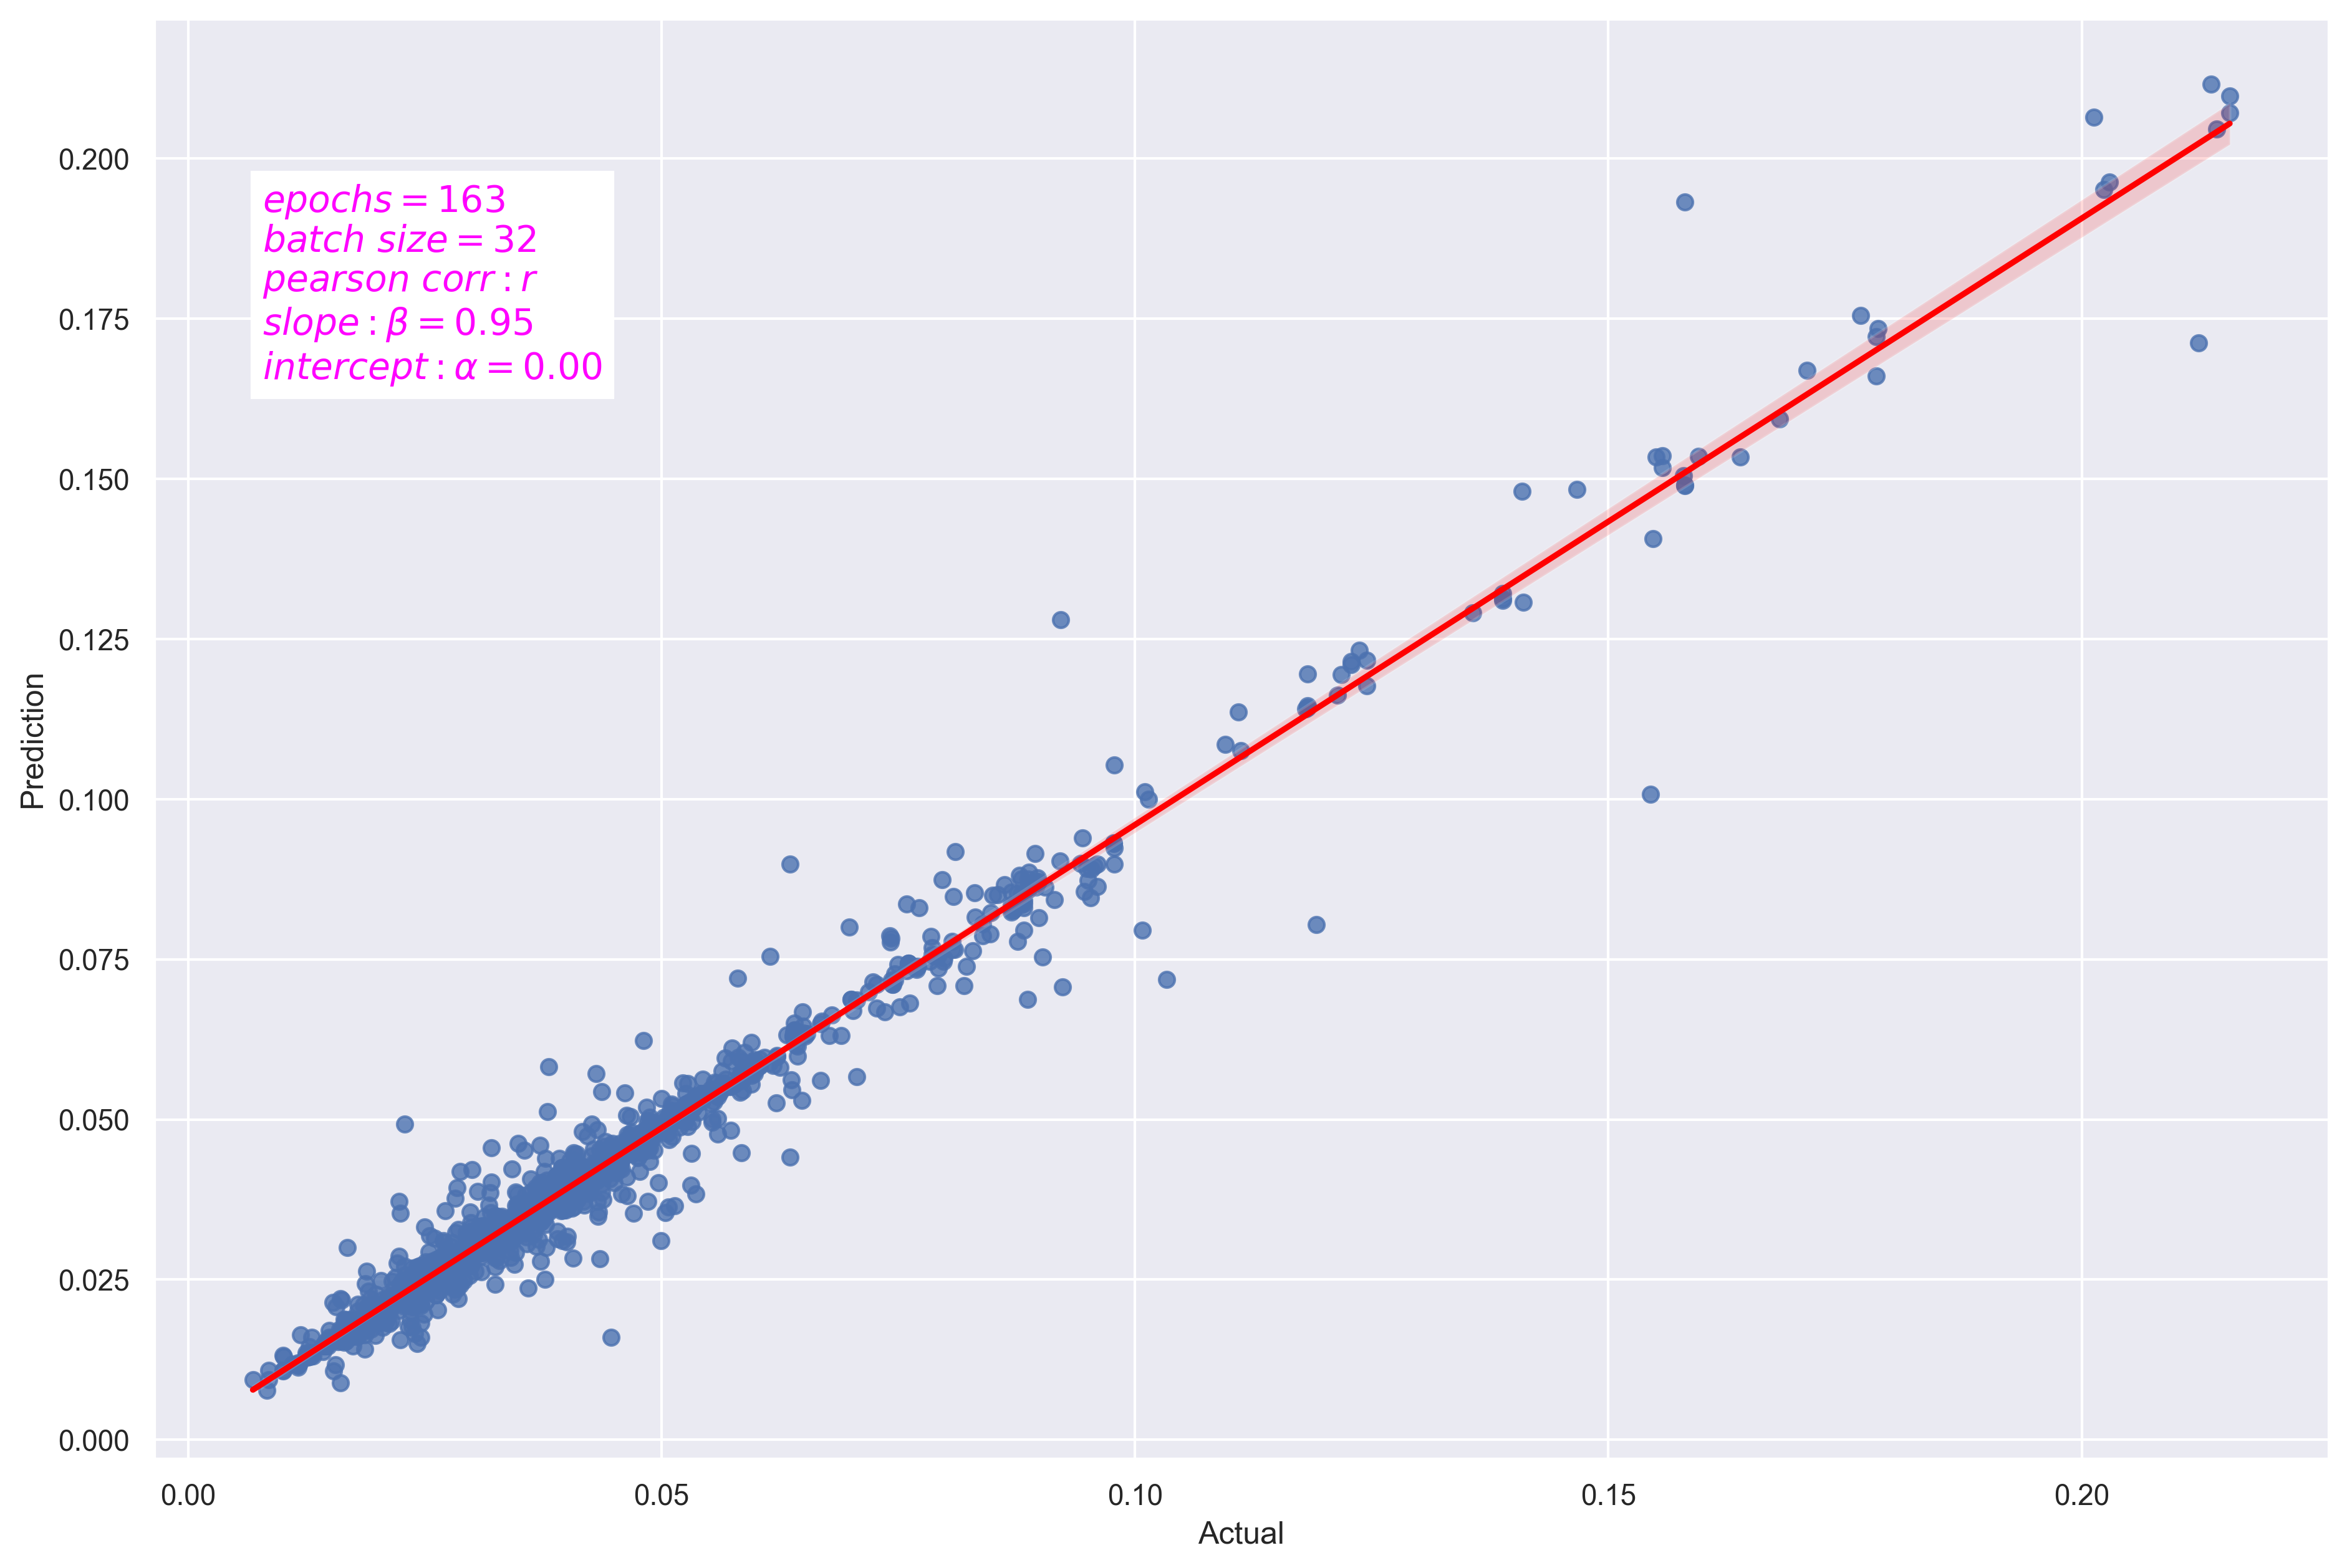 epochs = 163
batch size = 32
pearson corr : r
slope : β = 0.95
intercept : α = 0.00
0.200
0.175
0.150
0.125
0.100
0.075
0.050
0.025
0.000
Prediction
0.00 0.05 0.10 0.15 0.20
Actual